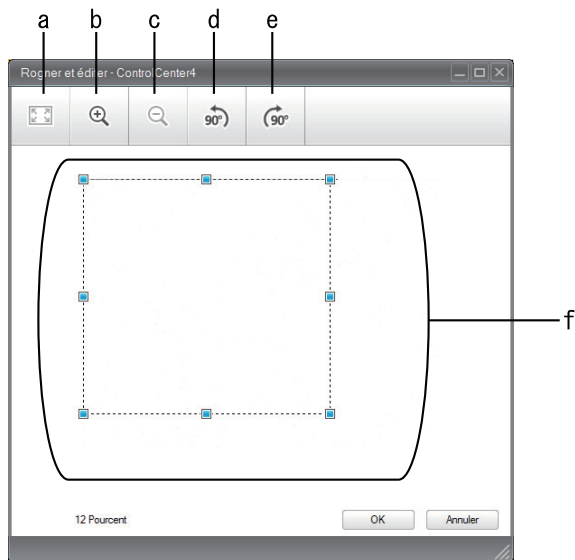 a b c d e
Rogner et éditer - ControlCenter4
90° 90°
f
12 Pourcent OK Annuler